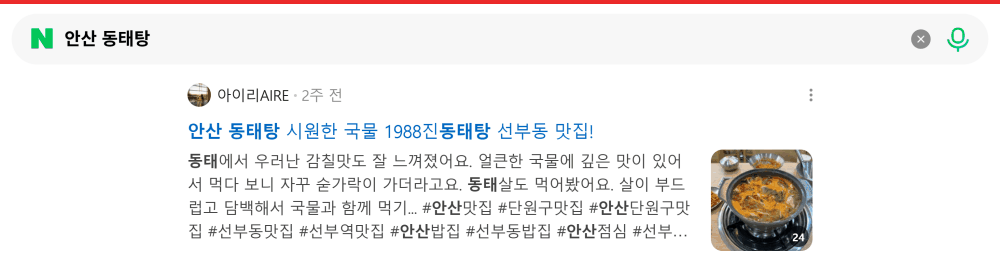 N 안산 동태탕
아이리AIRE · 2주 전
안산 동태탕 시원한 국물 1988진동태탕 선부동 맛집!
동태에서 우러난 감칠맛도 잘 느껴졌어요. 얼큰한 국물에 깊은 맛이 있어
서 먹다 보니 자꾸 숟가락이 가더라고요. 동태살도 먹어봤어요. 살이 부드
럽고 담백해서 국물과 함께 먹기... #안산맛집 #단원구맛집 #안산단원구맛
집 #선부동맛집 #선부역맛집 #안산밥집 #선부동밥집 #안산점심 #선부...
24